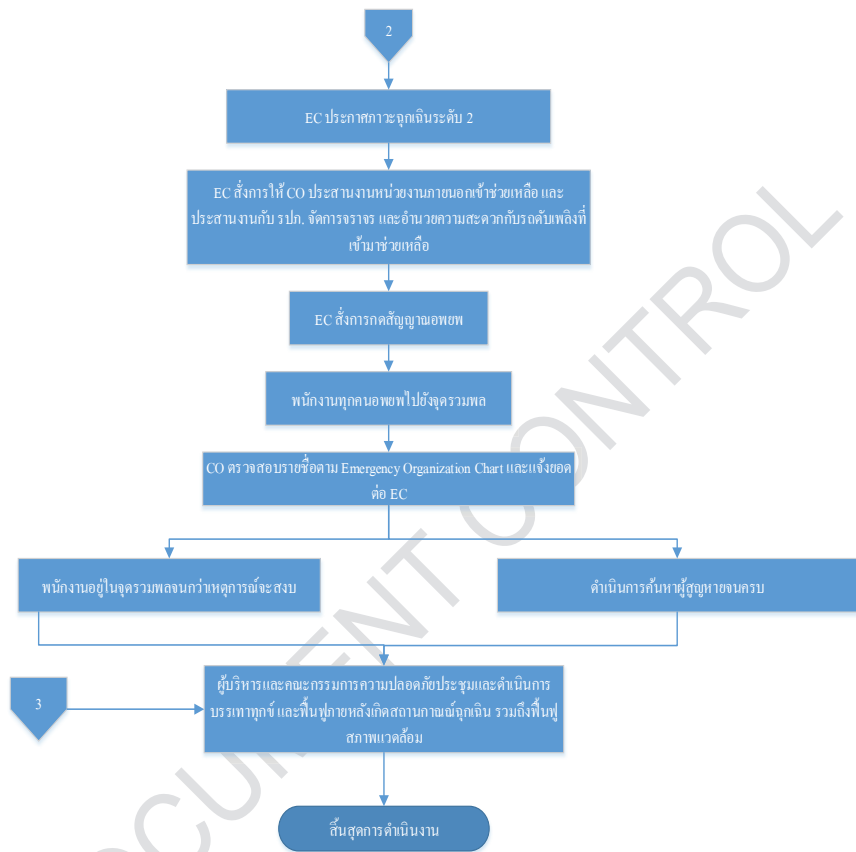 2
EC ประกาศภาวะฉุกเฉินระดับ 2
EC สั่งการให้ CO ประสานงานหน่วยงานภายนอกเข้าช่วยเหลือ และ
ประสานงานกับ รปภ. จัดการจราจร และอำนวยความสะดวกกับรถดับเพลิงที่
เข้ามาช่วยเหลือ
EC สั่งการกดสัญญาณอพยพ
พนักงานทุกคนอพยพไปยังจุดรวมพล
CO ตรวจสอบรายชื่อตาม Emergency Organization Chart และแจ้งยอด
ต่อ EC
พนักงานอยู่ในจุดรวมพลจนกว่าเหตุการณ์จะสงบ
ดำเนินการค้นหาผู้สูญหายจนครบ
3
ผู้บริหารและคณะกรรมการความปลอดภัยประชุมและดำเนินการ
บรรเทาทุกข์ และฟื้นฟูภายหลังเกิดสถานกาณณ์ฉุกเฉิน รวมถึงฟื้นฟู
สภาพแวดล้อม
สิ้นสุดการดำเนินงาน
OCUMENT CONTROL